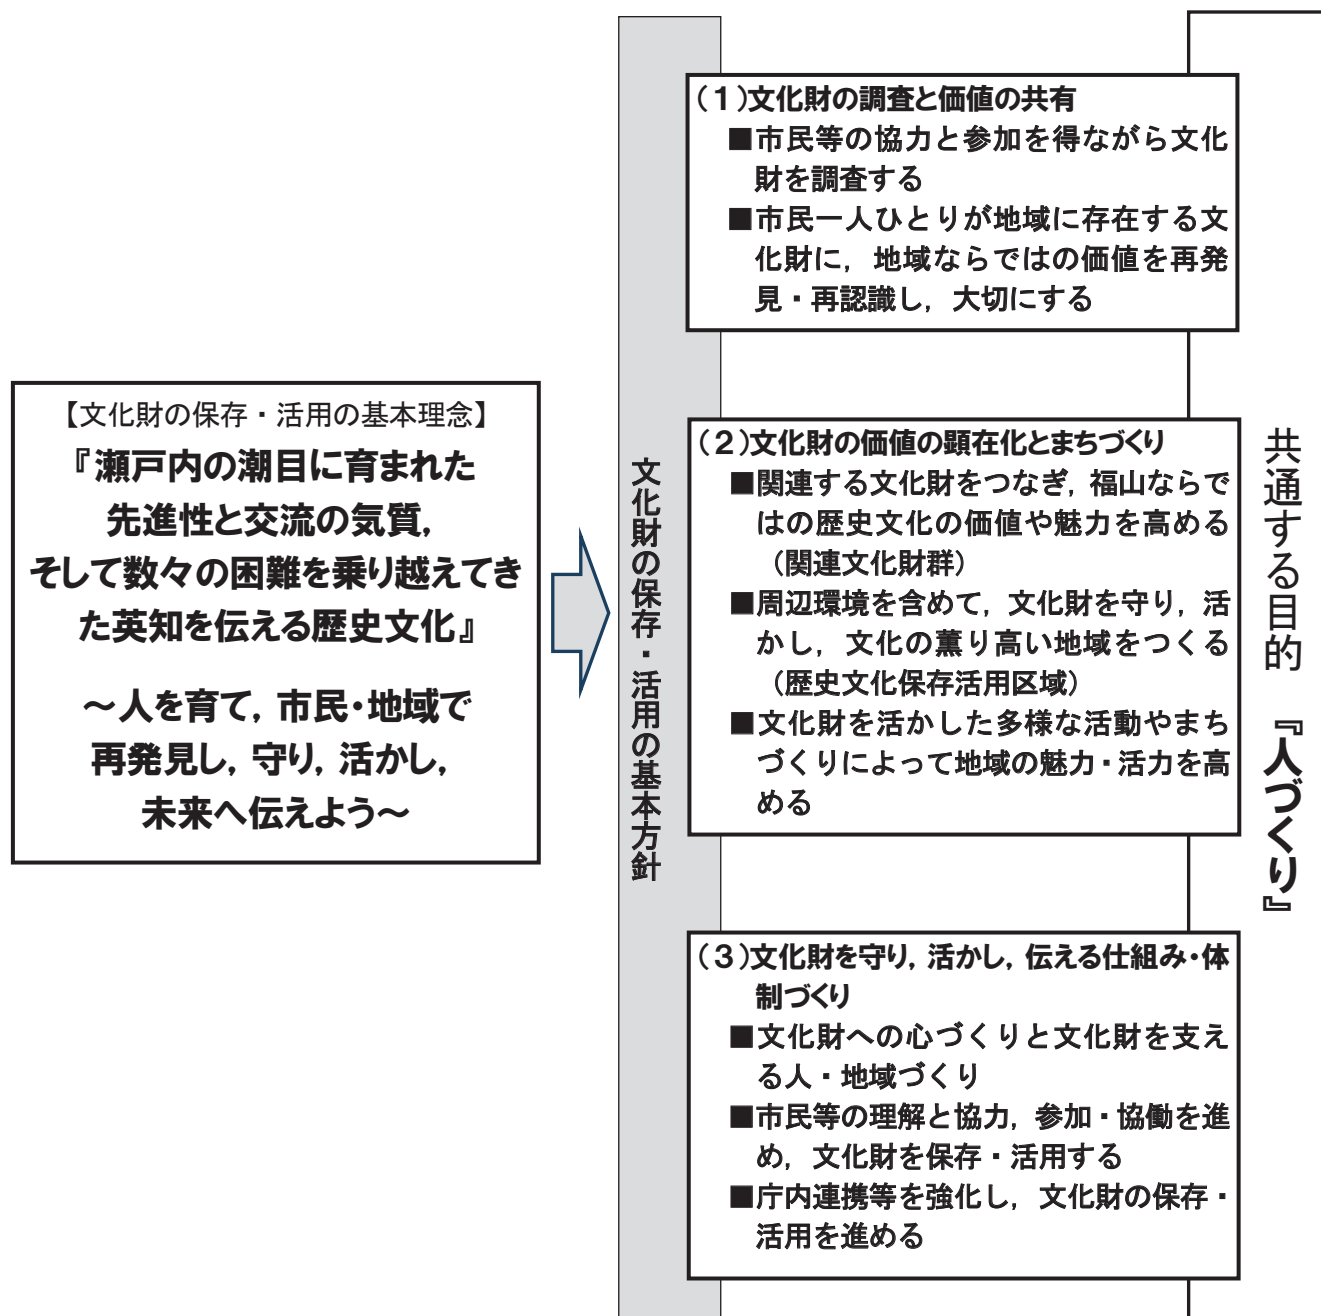 【文化財の保存・活用の基本理念】
『瀬戸内の潮目に育まれた
先進性と交流の気質，
そして数々の困難を乗り越えてき
た英知を伝える歴史文化』
～人を育て，市民・地域で
再発見し，守り，活かし，
未来へ伝えよう～
文化財の保存・活用の基本方針
（１）文化財の調査と価値の共有
■市民等の協力と参加を得ながら文化
財を調査する
■市民一人ひとりが地域に存在する文
化財に，地域ならではの価値を再発
見・再認識し，大切にする
（２）文化財の価値の顕在化とまちづくり
■関連する文化財をつなぎ，福山ならで
はの歴史文化の価値や魅力を高める
（関連文化財群）
■周辺環境を含めて，文化財を守り，活
かし，文化の薫り高い地域をつくる
（歴史文化保存活用区域）
■文化財を活かした多様な活動やまち
づくりによって地域の魅力・活力を高
める
（３）文化財を守り，活かし，伝える仕組み・体
制づくり
■文化財への心づくりと文化財を支え
る人・地域づくり
■市民等の理解と協力，参加・協働を進
め，文化財を保存・活用する
■庁内連携等を強化し，文化財の保存・
活用を進める
共通する目的　『人づくり』